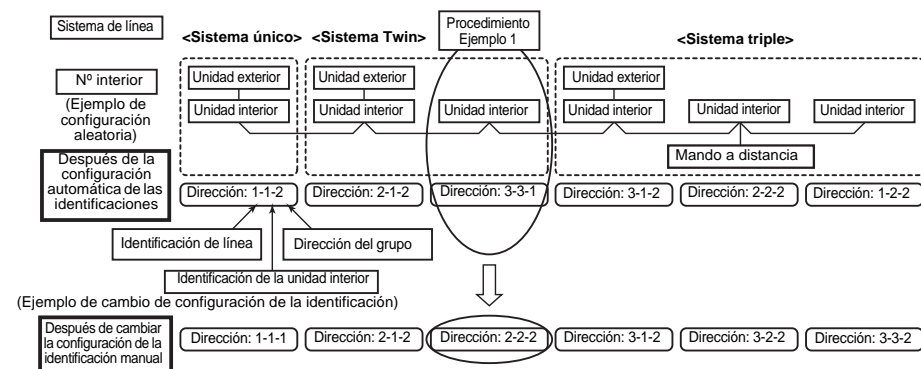 Sistema de línea
<Sistema único>
<Sistema Twin>
Procedimiento
Ejemplo 1
<Sistema triple>
Nº interior
(Ejemplo de
configuración
aleatoria)
Unidad exterior
Unidad exterior
Unidad exterior
Unidad interior
Unidad interior
Unidad interior
Unidad interior
Unidad interior
Unidad interior
Mando a distancia
Después de la
configuración
automática de las
identificaciones
Dirección: 1-1-2
Dirección: 2-1-2
Dirección: 3-3-1
Dirección: 3-1-2
Dirección: 2-2-2
Dirección: 1-2-2
Identificación de línea
Dirección del grupo
Identificación de la unidad interior
(Ejemplo de cambio de configuración de la identificación)
Después de cambiar
la configuración de la
identificación manual
Dirección: 1-1-1
Dirección: 2-1-2
Dirección: 2-2-2
Dirección: 3-1-2
Dirección: 3-2-2
Dirección: 3-3-2